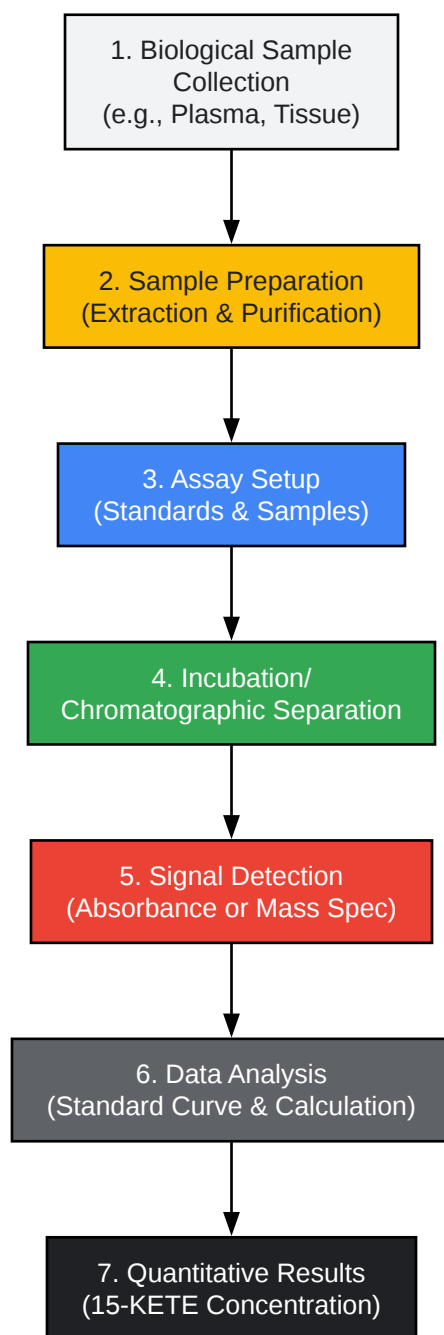 1. Biological Sample
Collection
(e.g., Plasma, Tissue)
2. Sample Preparation
(Extraction & Purification)
3. Assay Setup
(Standards & Samples)
4. Incubation/
Chromatographic Separation
5. Signal Detection
(Absorbance or Mass Spec)
6. Data Analysis
(Standard Curve & Calculation)
7. Quantitative Results
(15-KETE Concentration)